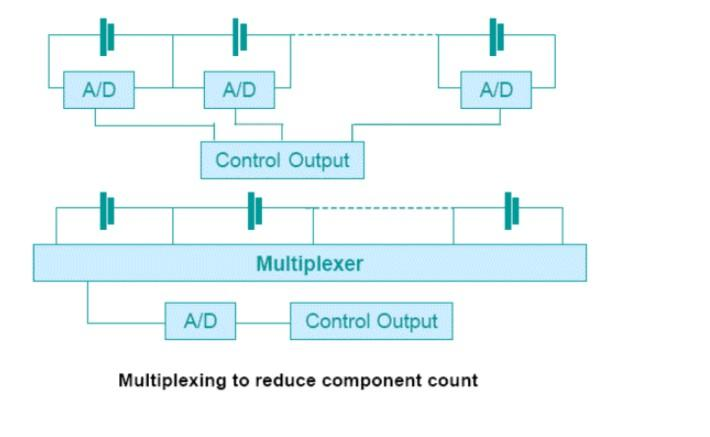 A/D
A/D
A/D
Control Output
Multiplexer
A/D
Control Output
Multiplexing to reduce component count